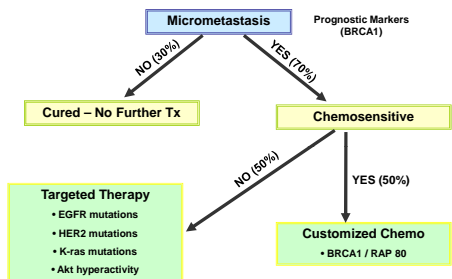 Micrometastasis
Prognostic Markers
(BRCA1)
NO (30%)
YES (70%)
Cured – No Further Tx
Chemosensitive
NO (50%)
YES (50%)
Targeted Therapy
• EGFR mutations
• HER2 mutations
• K-ras mutations
• Akt hyperactivity
Customized Chemo
• BRCA1 / RAP 80